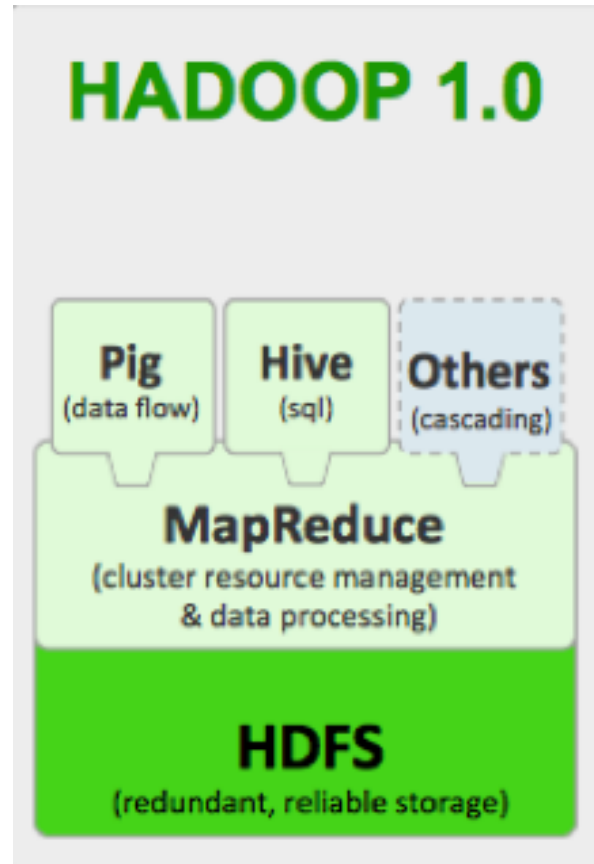 HADOOP 1.0
Pig
(data flow)
Hive
(sql)
Others
(cascading)
MapReduce
(cluster resource management
& data processing)
HDFS
(redundant, reliable storage)